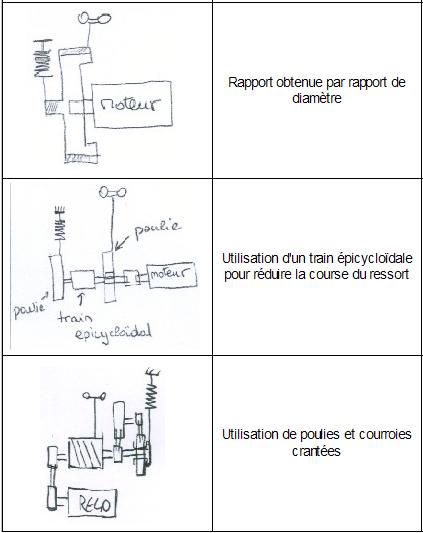 moteur
Rapport obtenue par rapport de
diamètre
poulie
moteur
poulie
train
épicycloïdal
Utilisation d'un train épicycloïdale
pour réduire la course du ressort
RE40
Utilisation de poulies et courroies
crantées